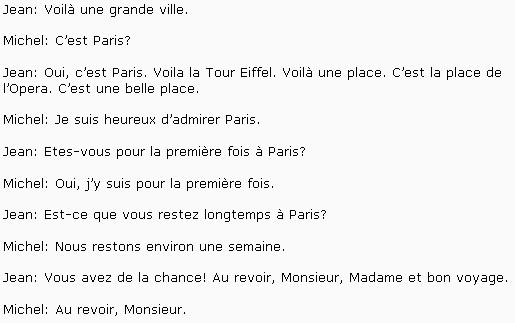 Jean: Voilà une grande ville.
Michel: C’est Paris?
Jean: Oui, c’est Paris. Voila la Tour Eiffel. Voilà une place. C’est la place de
l’Opera. C’est une belle place.
Michel: Je suis heureux d’admirer Paris.
Jean: Etes-vous pour la première fois à Paris?
Michel: Oui, j’y suis pour la première fois.
Jean: Est-ce que vous restez longtemps à Paris?
Michel: Nous restons environ une semaine.
Jean: Vous avez de la chance! Au revoir, Monsieur, Madame et bon voyage.
Michel: Au revoir, Monsieur.